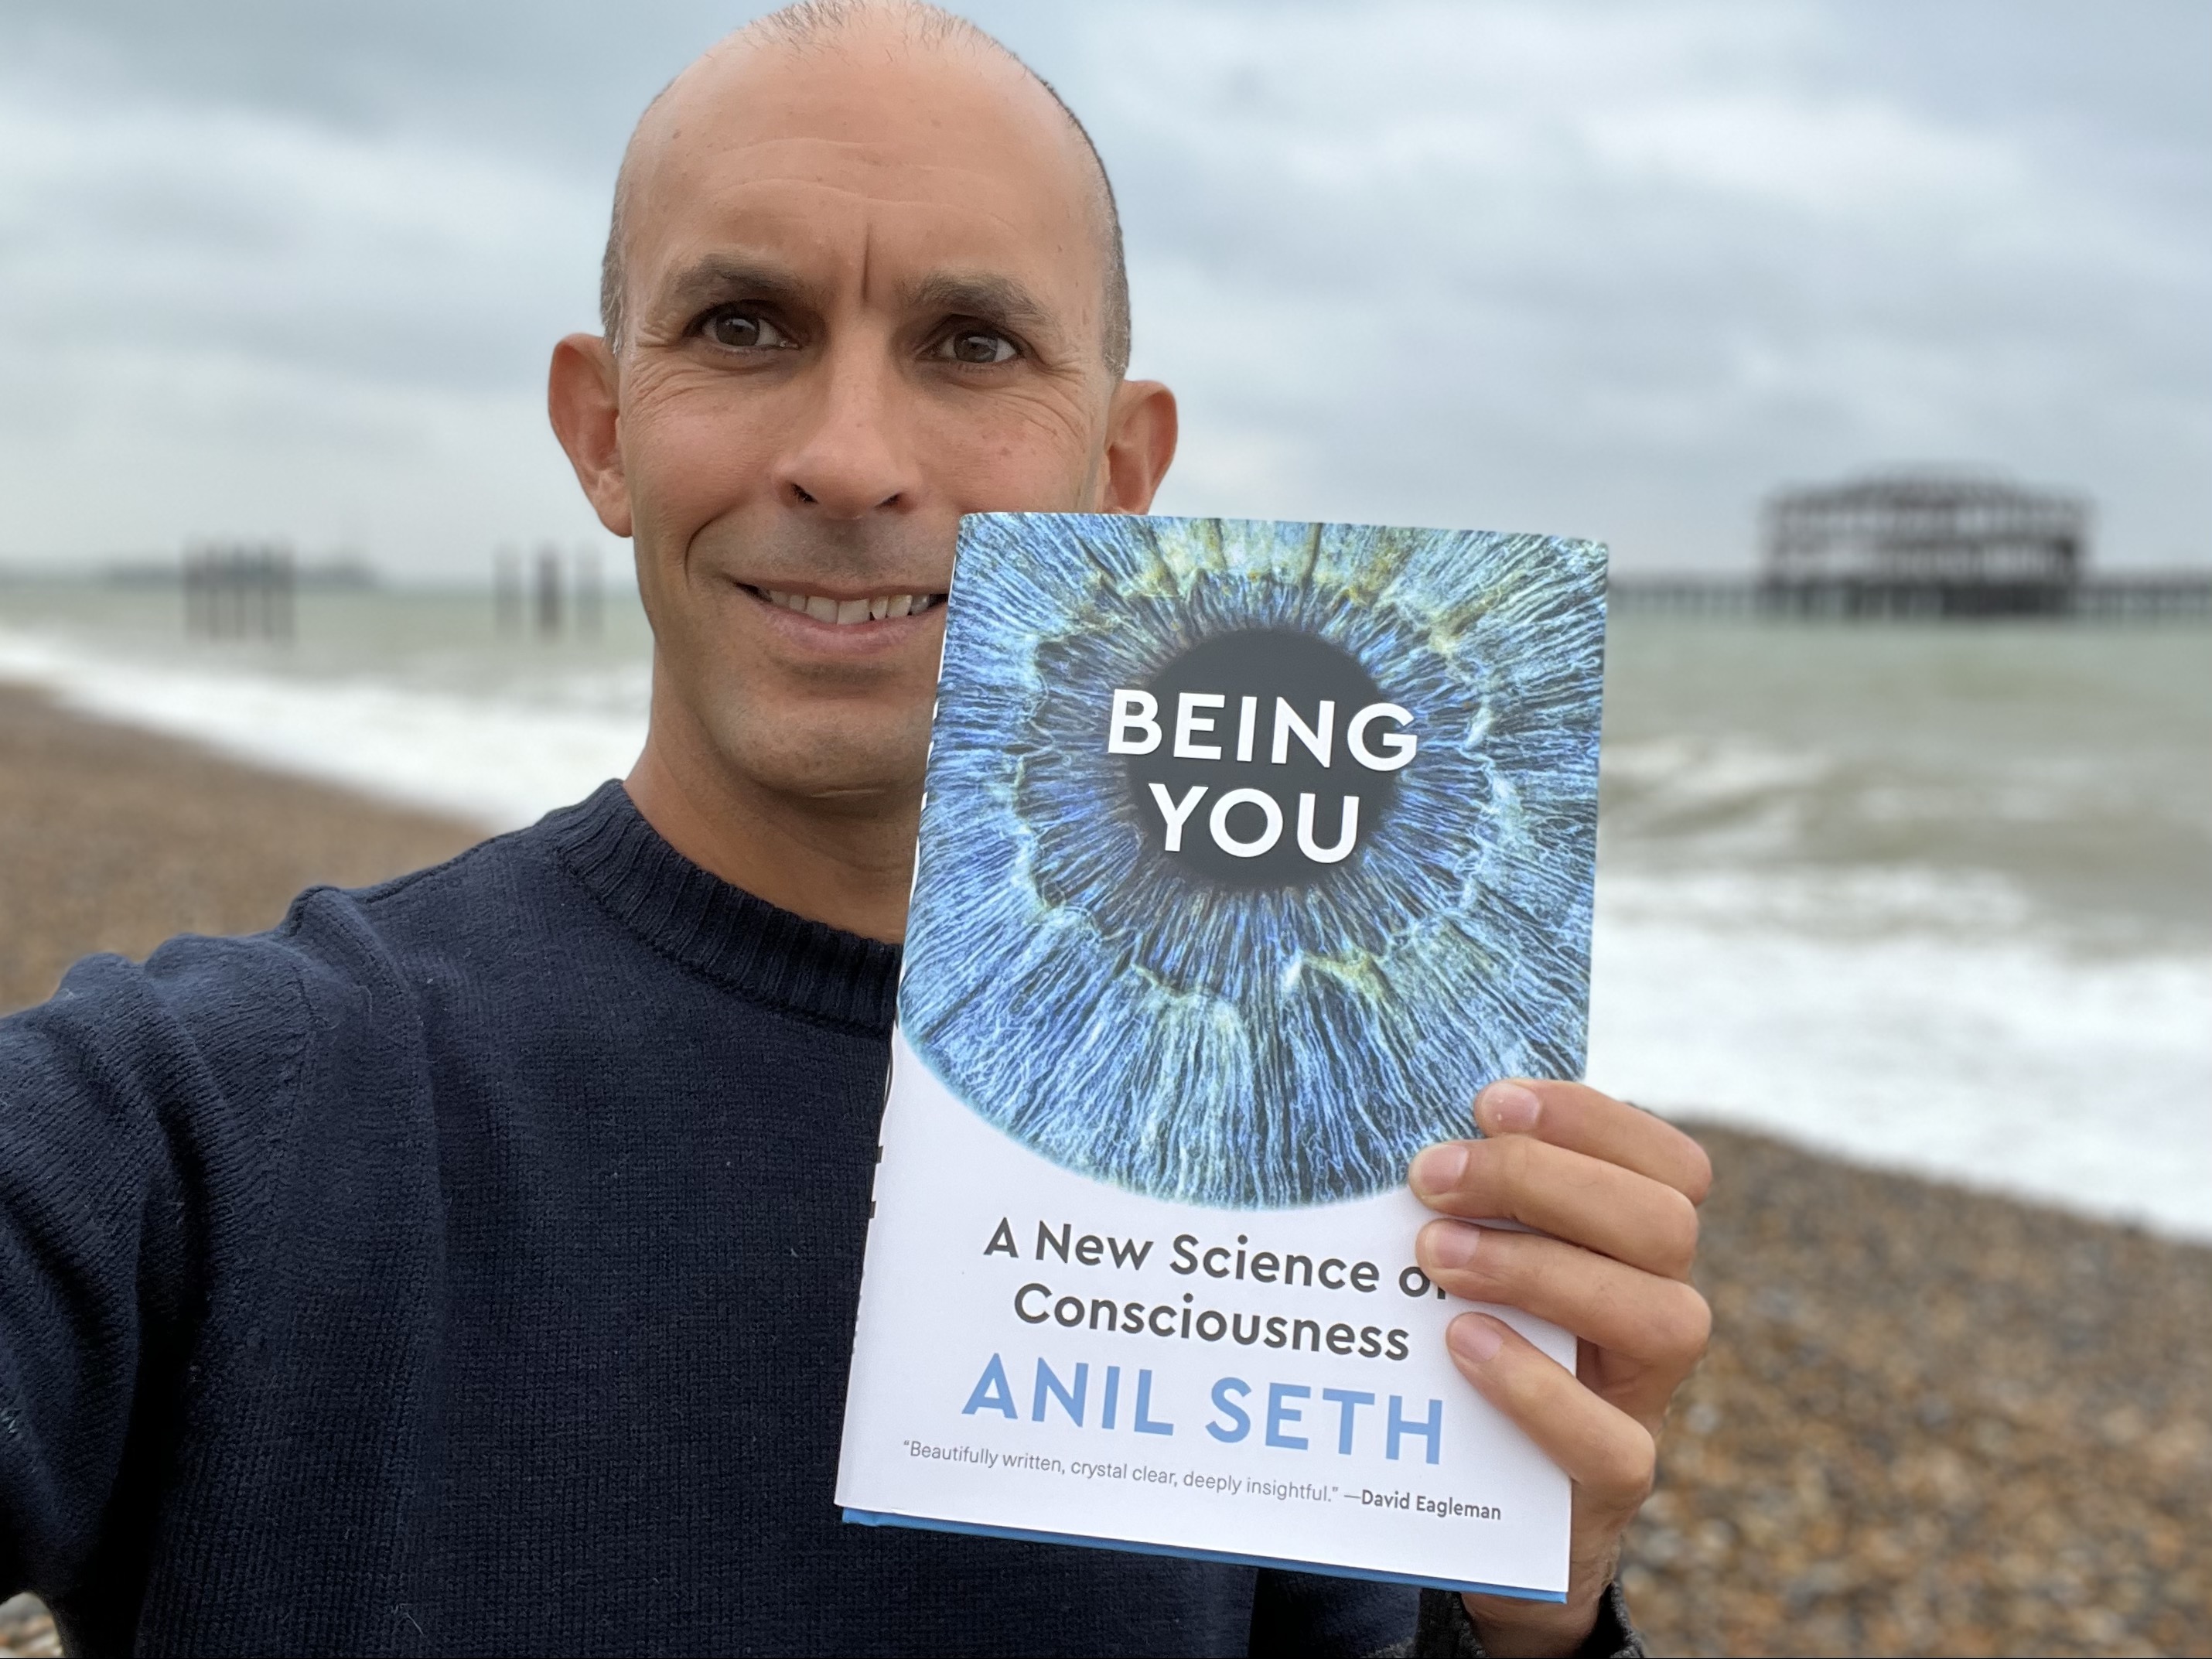 BEING
YOU
A New Science
Consciousness
ANIL SETH
“Beautifully written, crystal clear, deeply insightful.” —David Eagleman